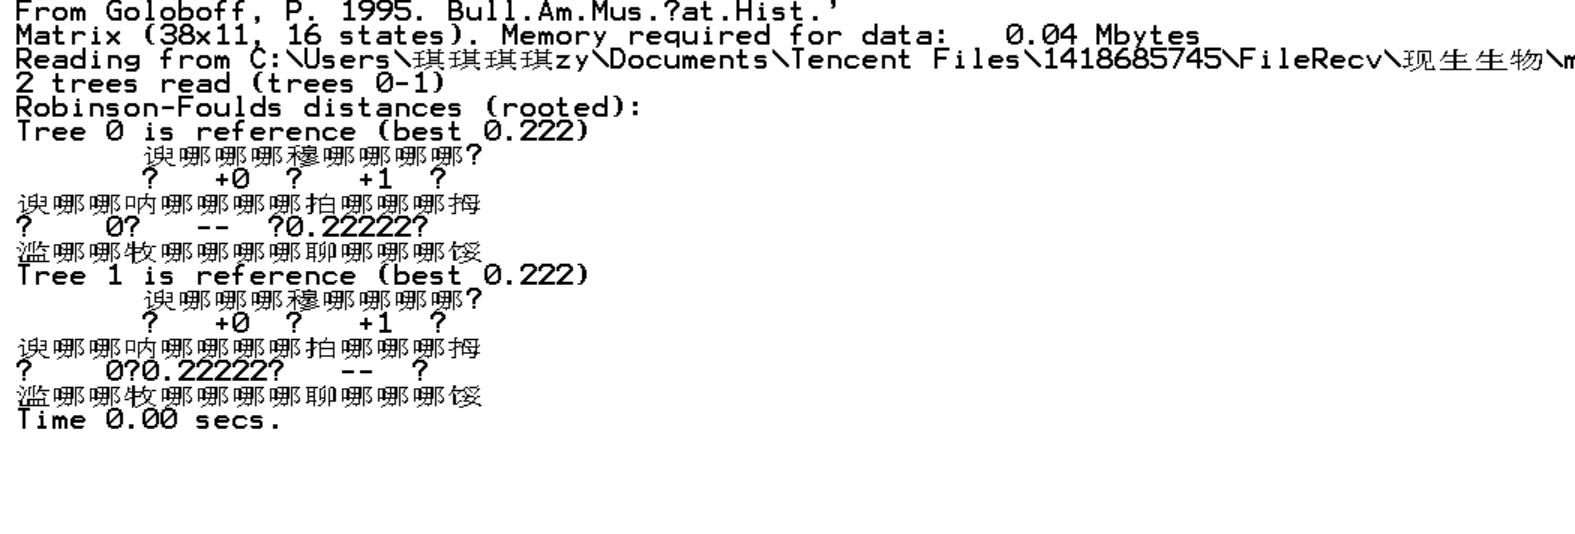 From Goloboff, P. 1995. Bull.Am.Mus.?at.Hist.'
Matrix (38x11, 16 states). Memory required for data:   0.04 Mbytes
Reading from C:\Users\琪琪琪琪zy\Documents\Tencent Files\1418685745\FileRecv\现生生物\m
2 trees read (trees 0-1)
Robinson-Foulds distances (rooted):
Tree 0 is reference (best 0.222)
谀哪哪哪穆哪哪哪哪?
?   +0  ?   +1  ?
谀哪哪呐哪哪哪哪拍哪哪哪拇
?    0?   --  ?0.22222?
滥哪哪牧哪哪哪哪聊哪哪哪馁
Tree 1 is reference (best 0.222)
谀哪哪哪穆哪哪哪哪?
?   +0  ?   +1  ?
谀哪哪呐哪哪哪哪拍哪哪哪拇
?    0?0.22222?   --  ?
滥哪哪牧哪哪哪哪聊哪哪哪馁
Time 0.00 secs.